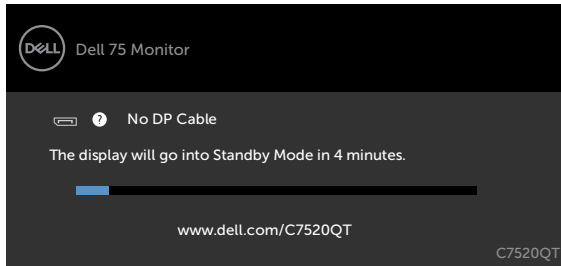 DELL
Dell 75 Monitor
? No DP Cable
The display will go into Standby Mode in 4 minutes.
www.dell.com/C7520QT
C7520QT